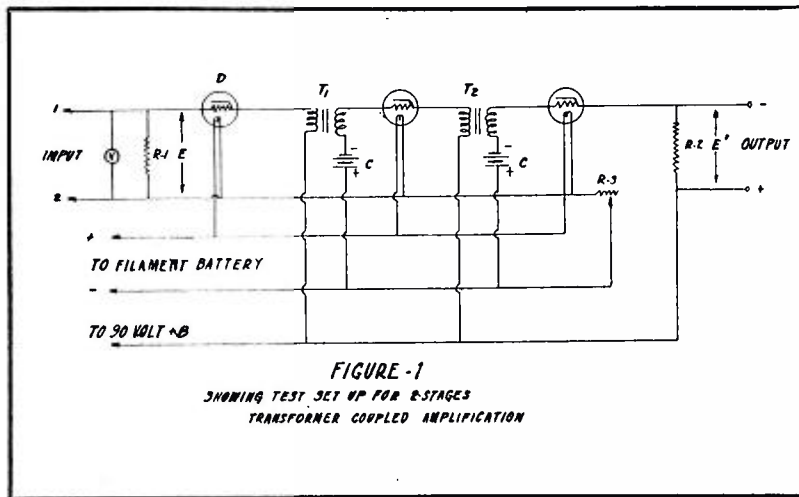 D
T1
T2
1
INPUT
V
R-1
E
C
C
R-2
E'
OUTPUT
-
+
2
R-3
-
+
-
+
+
TO FILAMENT BATTERY
-
TO 90 VOLT +B
FIGURE-1
SHOWING TEST SET UP FOR 2-STAGES
TRANSFORMER COUPLED AMPLIFICATION